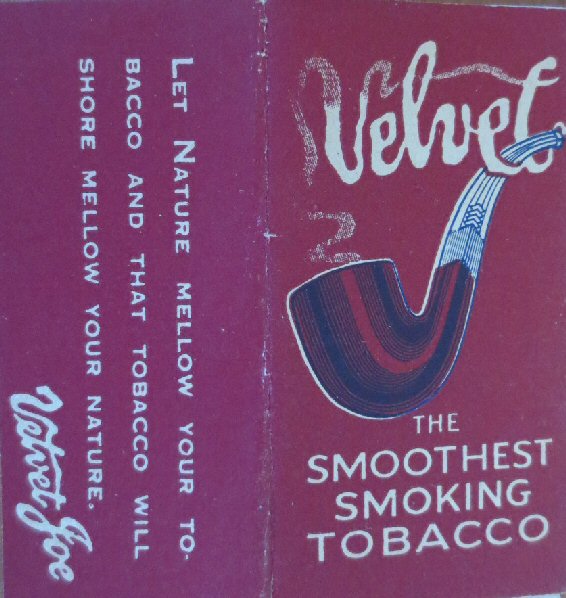 LET NATURE MELLOW YOUR TO-
BACCO AND THAT TOBACCO WILL
SHORE MELLOW YOUR NATURE.
Velvet Joe
Velvet
THE
SMOOTHEST
SMOKING
TOBACCO